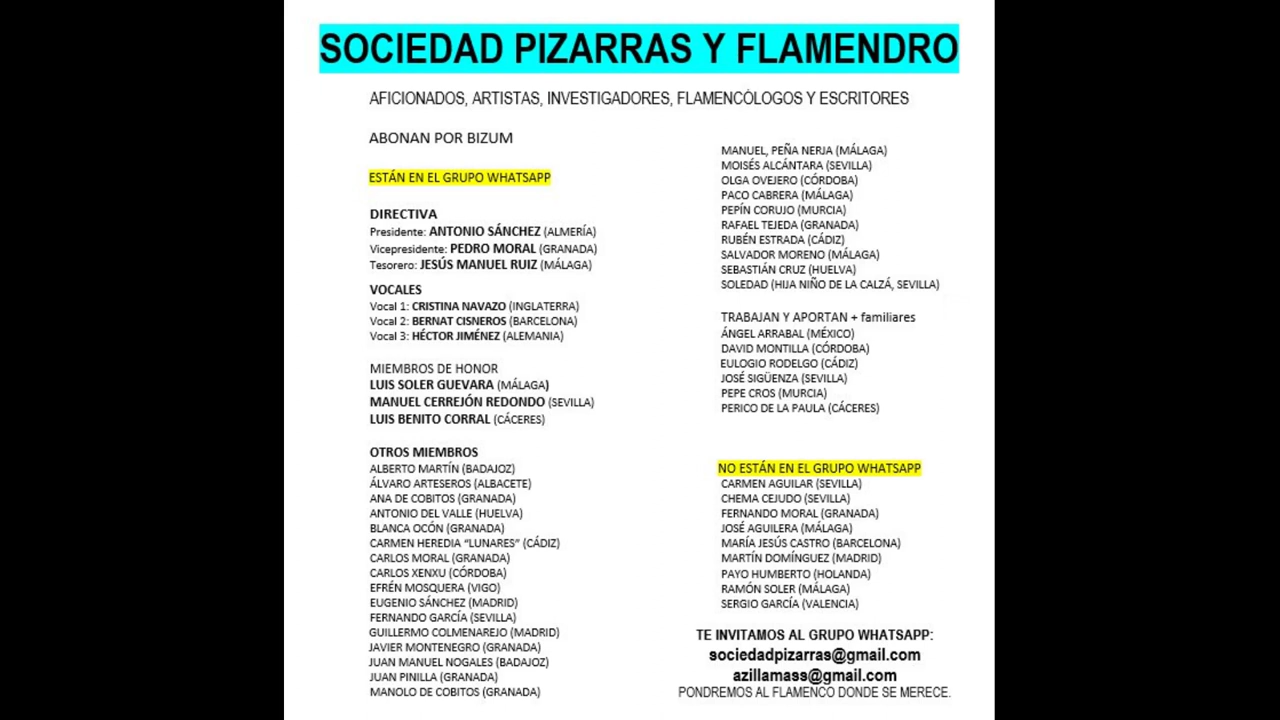 SOCIEDAD PIZARRAS Y FLAMENDRO
AFICIONADOS, ARTISTAS, INVESTIGADORES, FLAMENCÓLOGOS Y ESCRITORES
ABONAN POR BIZUM
ESTÁN EN EL GRUPO WHATSAPP
DIRECTIVA
Presidente: ANTONIO SÁNCHEZ (ALMERÍA)
Vicepresidente: PEDRO MORAL (GRANADA)
Tesorero: JESÚS MANUEL RUIZ (MÁLAGA)
VOCALES
Vocal 1: CRISTINA NAVAZO (INGLATERRA)
Vocal 2: BERNAT CISNEROS (BARCELONA)
Vocal 3: HÉCTOR JIMÉNEZ (ALEMANIA)
MIEMBROS DE HONOR
LUIS SOLER GUEVARA (MÁLAGA)
MANUEL CERREJÓN REDONDO (SEVILLA)
LUIS BENITO CORRAL (CÁCERES)
OTROS MIEMBROS
ALBERTO MARTÍN (BADAJOZ)
ÁLVARO ARTESEROS (ALBACETE)
ANA DE COBITOS (GRANADA)
ANTONIO DEL VALLE (HUELVA)
BLANCA OCÓN (GRANADA)
CARMEN HEREDIA “LUNARES” (CÁDIZ)
CARLOS MORAL (GRANADA)
CARLOS XENXU (CÓRDOBA)
EFRÉN MOSQUERA (VIGO)
EUGENIO SÁNCHEZ (MADRID)
FERNANDO GARCÍA (SEVILLA)
GUILLERMO COLMENAREJO (MADRID)
JAVIER MONTENEGRO (GRANADA)
JUAN MANUEL NOGALES (BADAJOZ)
JUAN PINILLA (GRANADA)
MANOLO DE COBITOS (GRANADA)
MANUEL, PEÑA NERJA (MÁLAGA)
MOISÉS ALCÁNTARA (SEVILLA)
OLGA OVEJERO (CÓRDOBA)
PACO CABRERA (MÁLAGA)
PEPÍN CORUJO (MURCIA)
RAFAEL TEJEDA (GRANADA)
RUBÉN ESTRADA (CÁDIZ)
SALVADOR MORENO (MÁLAGA)
SEBASTIÁN CRUZ (HUELVA)
SOLEDAD (HIJA NIÑO DE LA CALZÁ, SEVILLA)
TRABAJAN Y APORTAN + familiares
ÁNGEL ARRABAL (MÉXICO)
DAVID MONTILLA (CÓRDOBA)
EULOGIO RODELGO (CÁDIZ)
JOSÉ SIGÜENZA (SEVILLA)
PEPE CROS (MURCIA)
PERICO DE LA PAULA (CÁCERES)
NO ESTÁN EN EL GRUPO WHATSAPP
CARMEN AGUILAR (SEVILLA)
CHEMA CEJUDO (SEVILLA)
FERNANDO MORAL (GRANADA)
JOSÉ AGUILERA (MÁLAGA)
MARÍA JESÚS CASTRO (BARCELONA)
MARTÍN DOMÍNGUEZ (MADRID)
PAYO HUMBERTO (HOLANDA)
RAMÓN SOLER (MÁLAGA)
SERGIO GARCÍA (VALENCIA)
TE INVITAMOS AL GRUPO WHATSAPP:
sociedadpizarras@gmail.com
azillamass@gmail.com
PONDREMOS AL FLAMENCO DONDE SE MERECE.